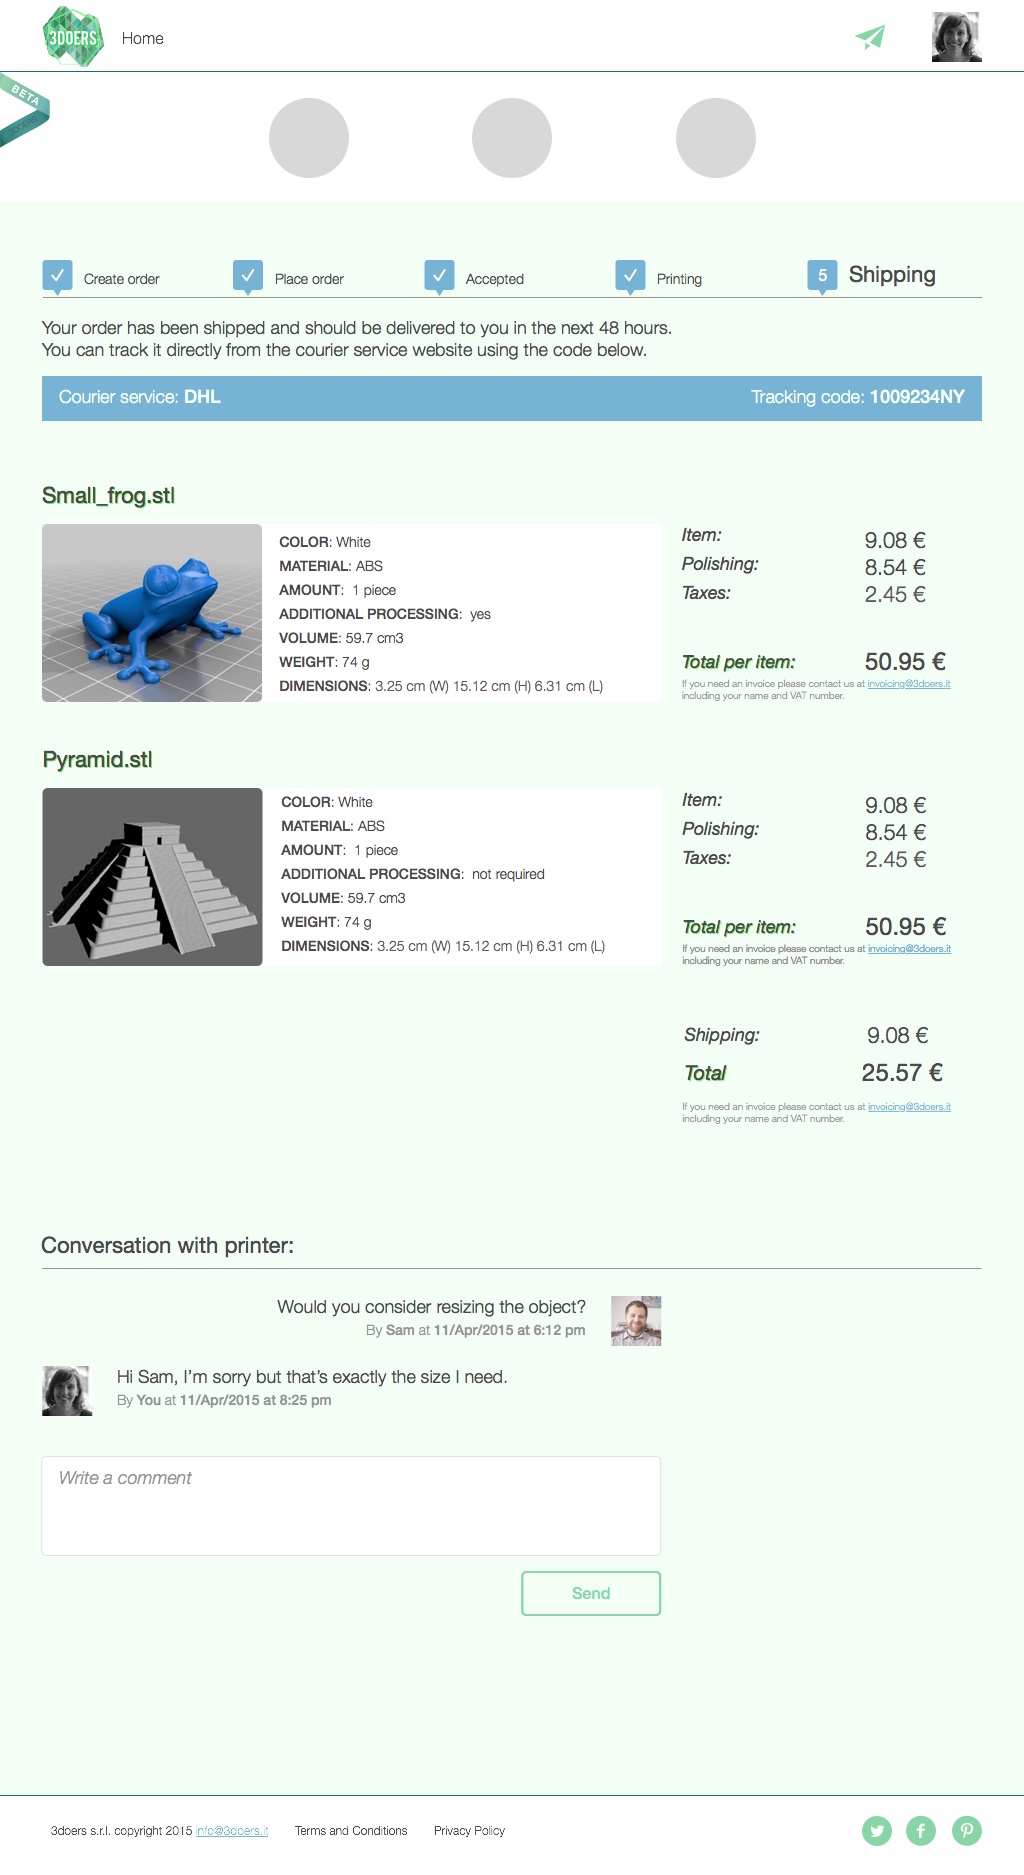 3DOERS
Home
BETA
3DOERS
Create order
Place order
Accepted
Printing
5 Shipping
Your order has been shipped and should be delivered to you in the next 48 hours.
You can track it directly from the courier service website using the code below.
Courier service: DHL
Tracking code: 1009234NY
Small_frog.stl
COLOR: White
MATERIAL: ABS
AMOUNT: 1 piece
ADDITIONAL PROCESSING: yes
VOLUME: 59.7 cm3
WEIGHT: 74 g
DIMENSIONS: 3.25 cm (W) 15.12 cm (H) 6.31 cm (L)
Item: 9.08 €
Polishing: 8.54 €
Taxes: 2.45 €
Total per item: 50.95 €
If you need an invoice please contact us at invoicing@3doers.it
including your name and VAT number.
Pyramid.stl
COLOR: White
MATERIAL: ABS
AMOUNT: 1 piece
ADDITIONAL PROCESSING: not required
VOLUME: 59.7 cm3
WEIGHT: 74 g
DIMENSIONS: 3.25 cm (W) 15.12 cm (H) 6.31 cm (L)
Item: 9.08 €
Polishing: 8.54 €
Taxes: 2.45 €
Total per item: 50.95 €
If you need an invoice please contact us at invoicing@3doers.it
including your name and VAT number.
Shipping: 9.08 €
Total 25.57 €
If you need an invoice please contact us at invoicing@3doers.it
including your name and VAT number.
Conversation with printer:
Would you consider resizing the object?
By Sam at 11/Apr/2015 at 6:12 pm
Hi Sam, I'm sorry but that's exactly the size I need.
By You at 11/Apr/2015 at 8:25 pm
Write a comment
Send
3doers s.r.l. copyright 2015 info@3doers.it
Terms and Conditions
Privacy Policy